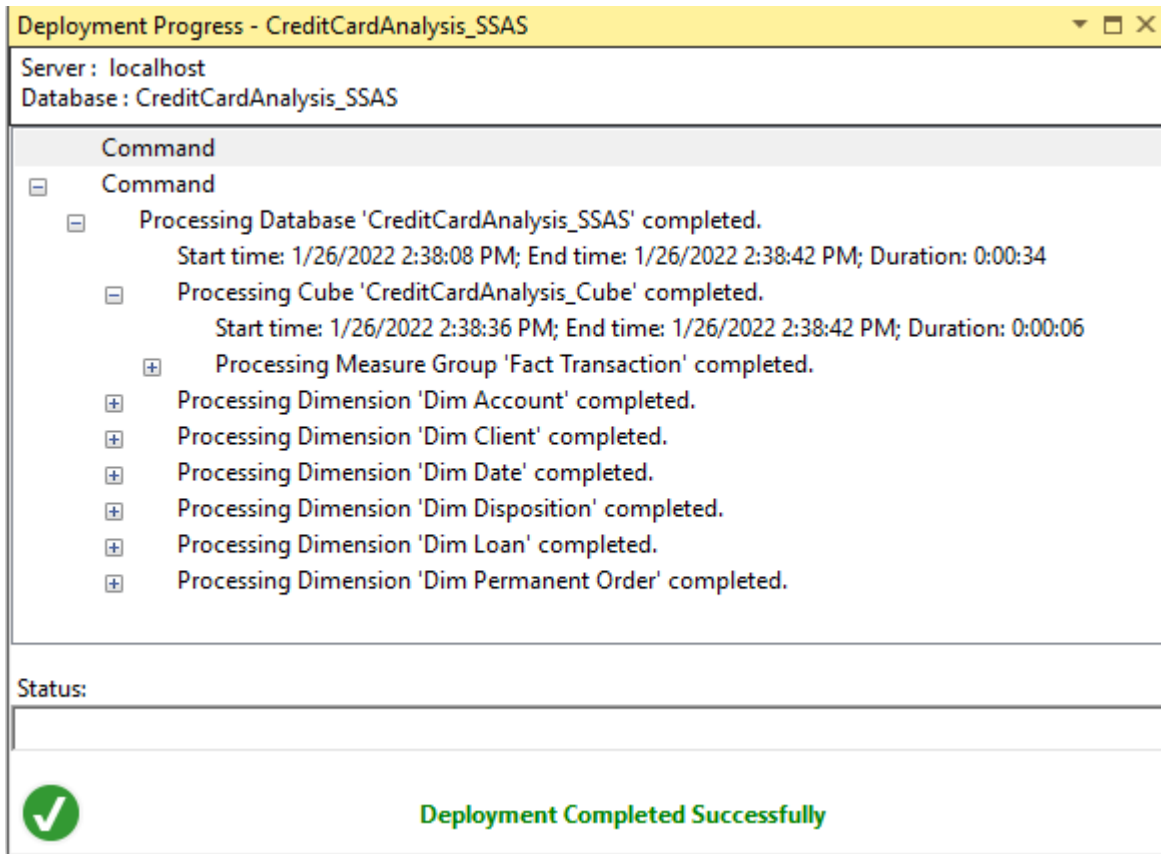 Deployment Progress - CreditCardAnalysis_SSAS
Server : localhost
Database : CreditCardAnalysis_SSAS
Command
Command
Processing Database 'CreditCardAnalysis_SSAS' completed.
Start time: 1/26/2022 2:38:08 PM; End time: 1/26/2022 2:38:42 PM; Duration: 0:00:34
Processing Cube 'CreditCardAnalysis_Cube' completed.
Start time: 1/26/2022 2:38:36 PM; End time: 1/26/2022 2:38:42 PM; Duration: 0:00:06
Processing Measure Group 'Fact Transaction' completed.
Processing Dimension 'Dim Account' completed.
Processing Dimension 'Dim Client' completed.
Processing Dimension 'Dim Date' completed.
Processing Dimension 'Dim Disposition' completed.
Processing Dimension 'Dim Loan' completed.
Processing Dimension 'Dim Permanent Order' completed.
Status:
Deployment Completed Successfully